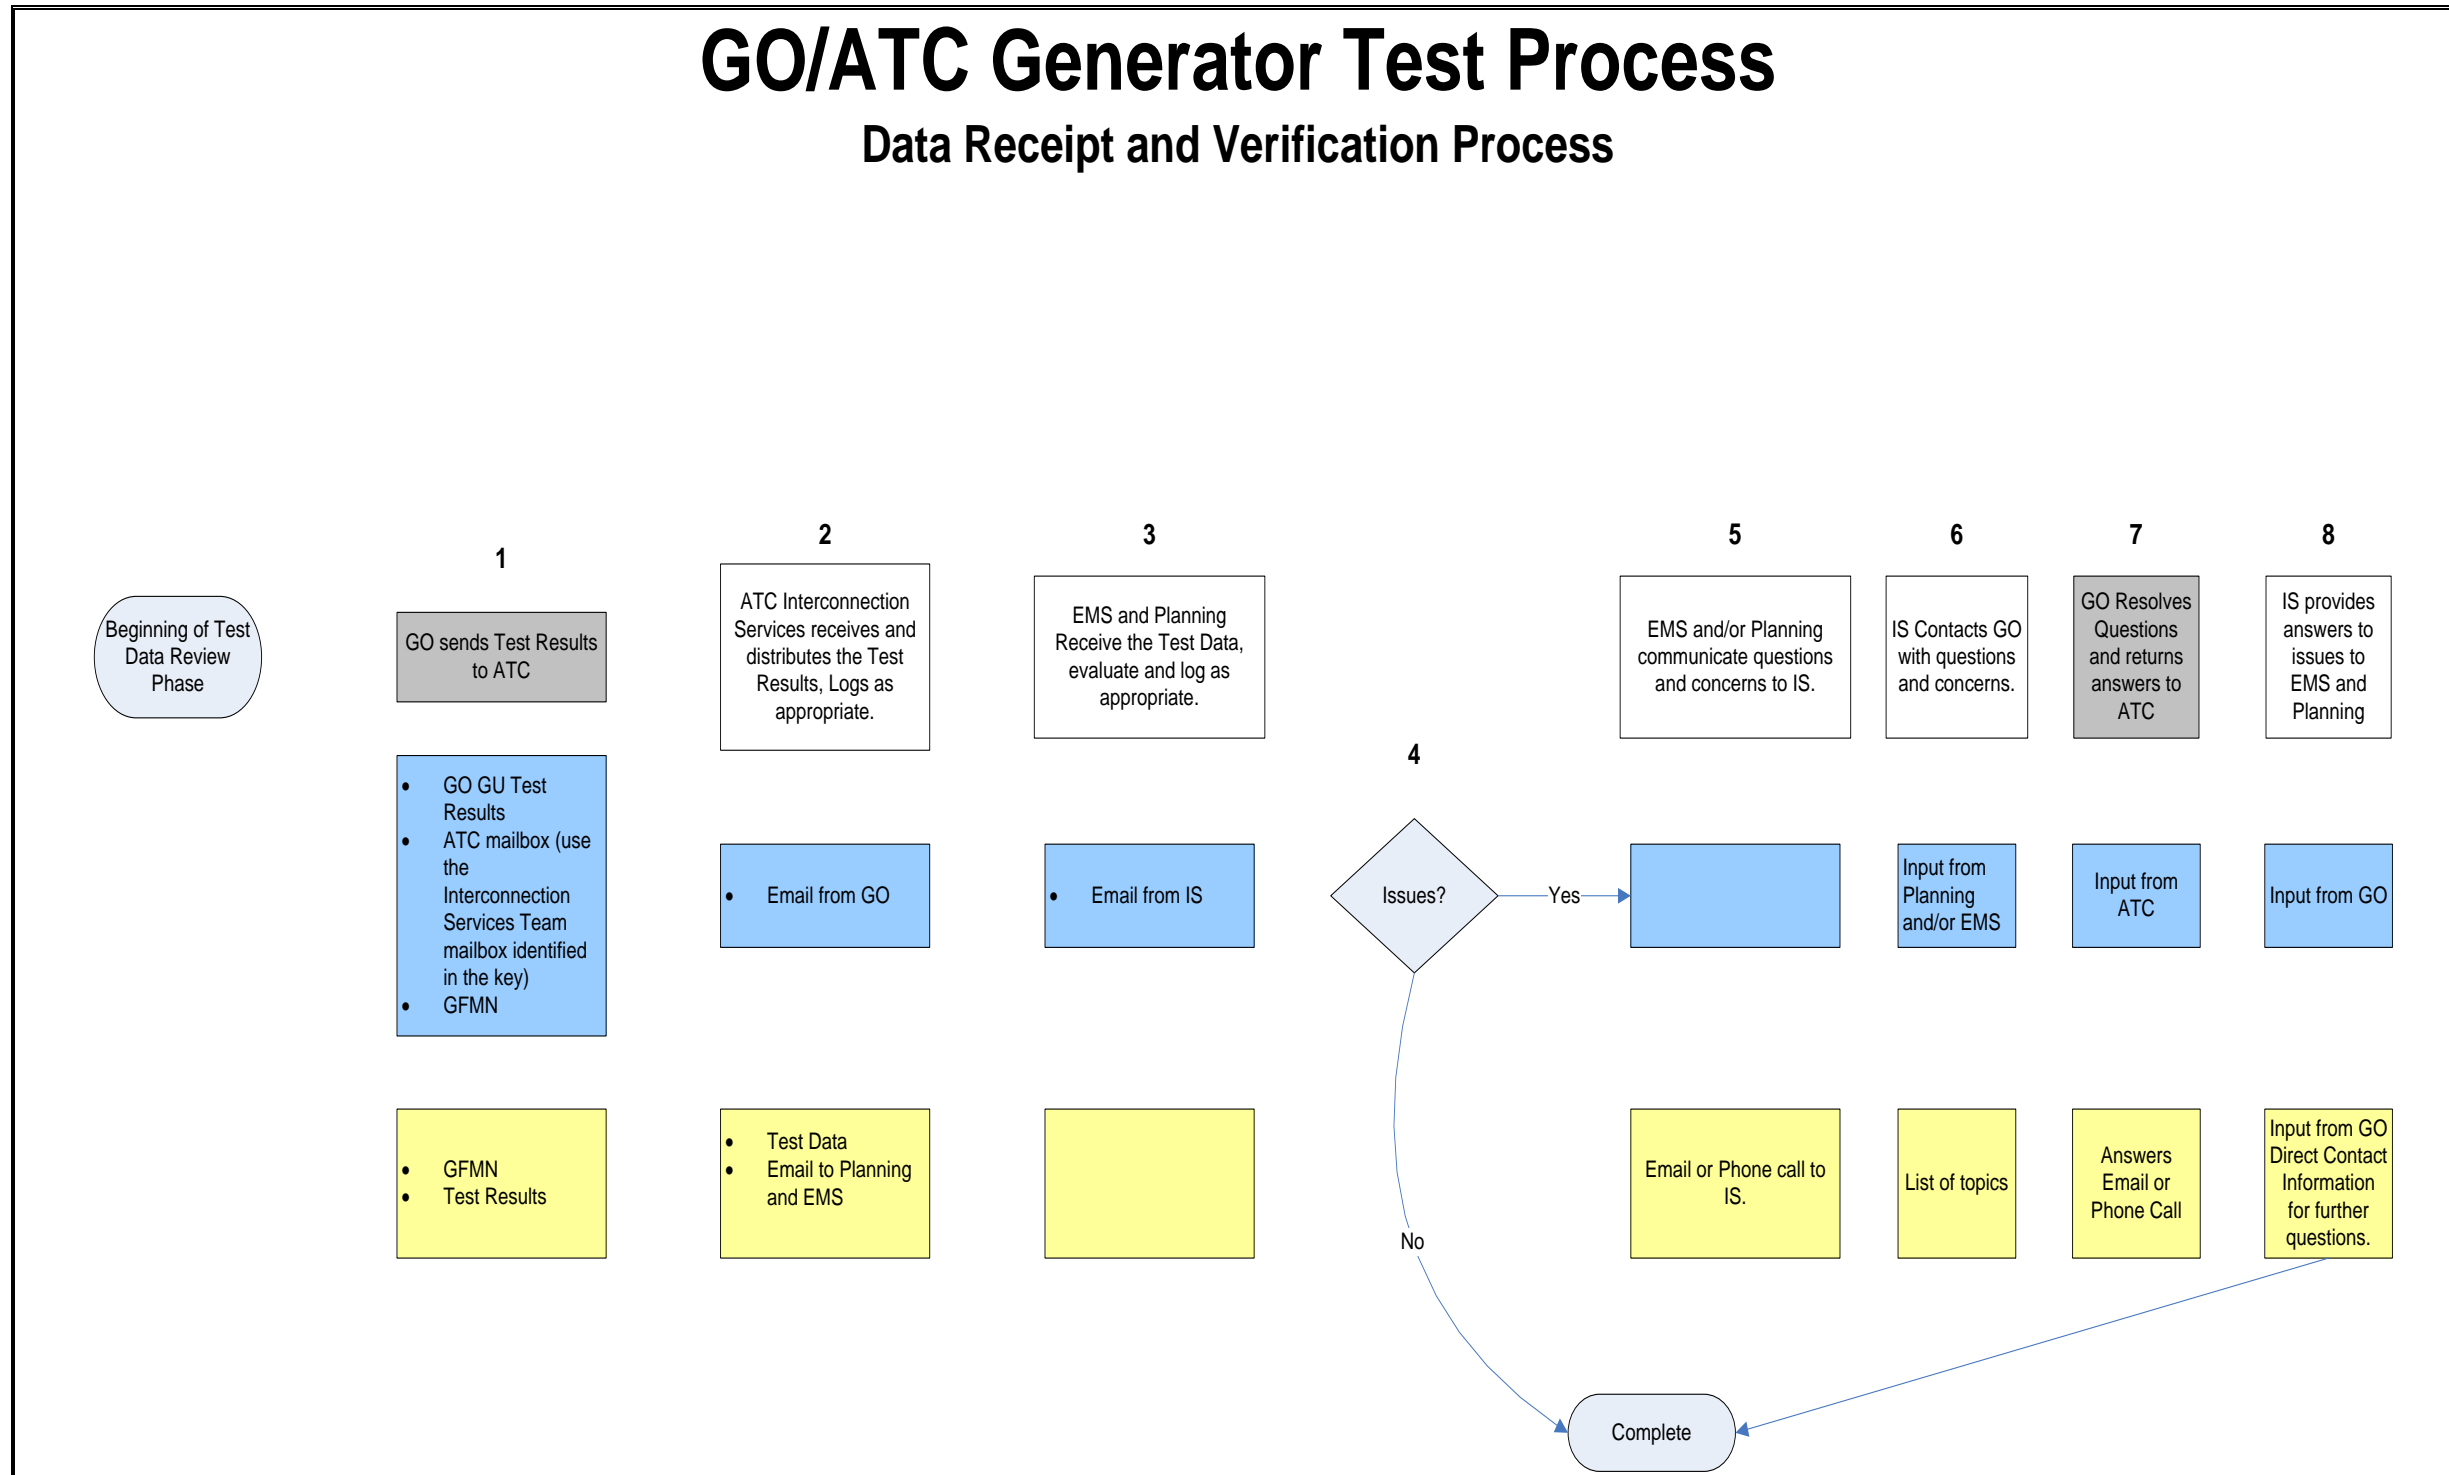 GO/ATC Generator Test Process
Data Receipt and Verification Process
Beginning of Test
Data Review
Phase
1
GO sends Test Results
to ATC
• GO GU Test
Results
• ATC mailbox (use
the
Interconnection
Services Team
mailbox identified
in the key)
• GFMN
• GFMN
• Test Results
2
ATC Interconnection
Services receives and
distributes the Test
Results, Logs as
appropriate.
• Email from GO
• Test Data
• Email to Planning
and EMS
3
EMS and Planning
Receive the Test Data,
evaluate and log as
appropriate.
• Email from IS
4
Issues?
Yes
No
5
EMS and/or Planning
communicate questions
and concerns to IS.
Email or Phone call to
IS.
6
IS Contacts GO
with questions
and concerns.
Input from
Planning
and/or EMS
List of topics
7
GO Resolves
Questions
and returns
answers to
ATC
Input from
ATC
Answers
Email or
Phone Call
8
IS provides
answers to
issues to
EMS and
Planning
Input from GO
Input from GO
Direct Contact
Information
for further
questions.
Complete